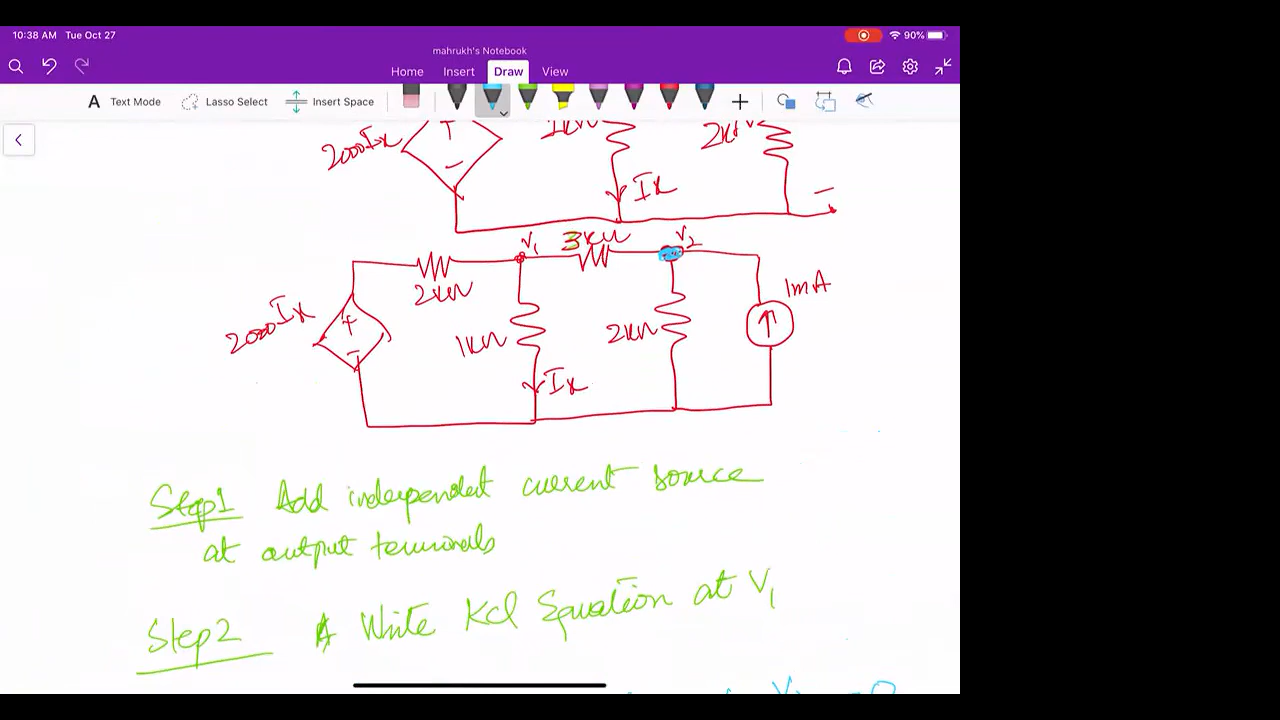 10:38 AM Tue Oct 27
90%
mahrukh's Notebook
Home Insert Draw View
A Text Mode Lasso Select Insert Space
2000Ix
+
1kΩ
2kΩ
−
Ix
−
V1 3kΩ V2
2kΩ
2000Ix
+
−
1kΩ
2kΩ
1mA
Ix
Step1 Add independent current source
at output terminals
Step2 Write Kcl Equation at V1